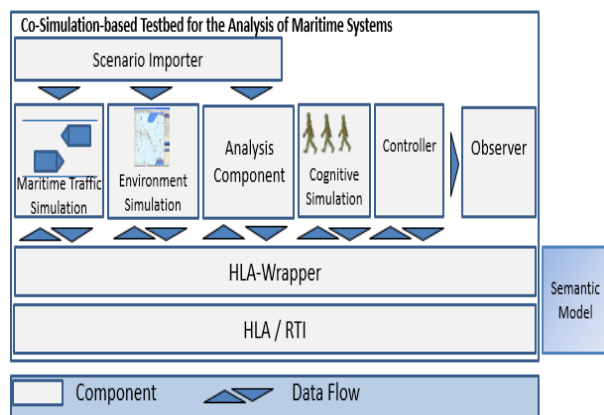 Co-Simulation-based Testbed for the Analysis of Maritime Systems
Scenario Importer
Maritime Traffic
Simulation
Environment
Simulation
Analysis
Component
Cognitive
Simulation
Controller
Observer
HLA-Wrapper
HLA / RTI
Semantic
Model
Component
Data Flow